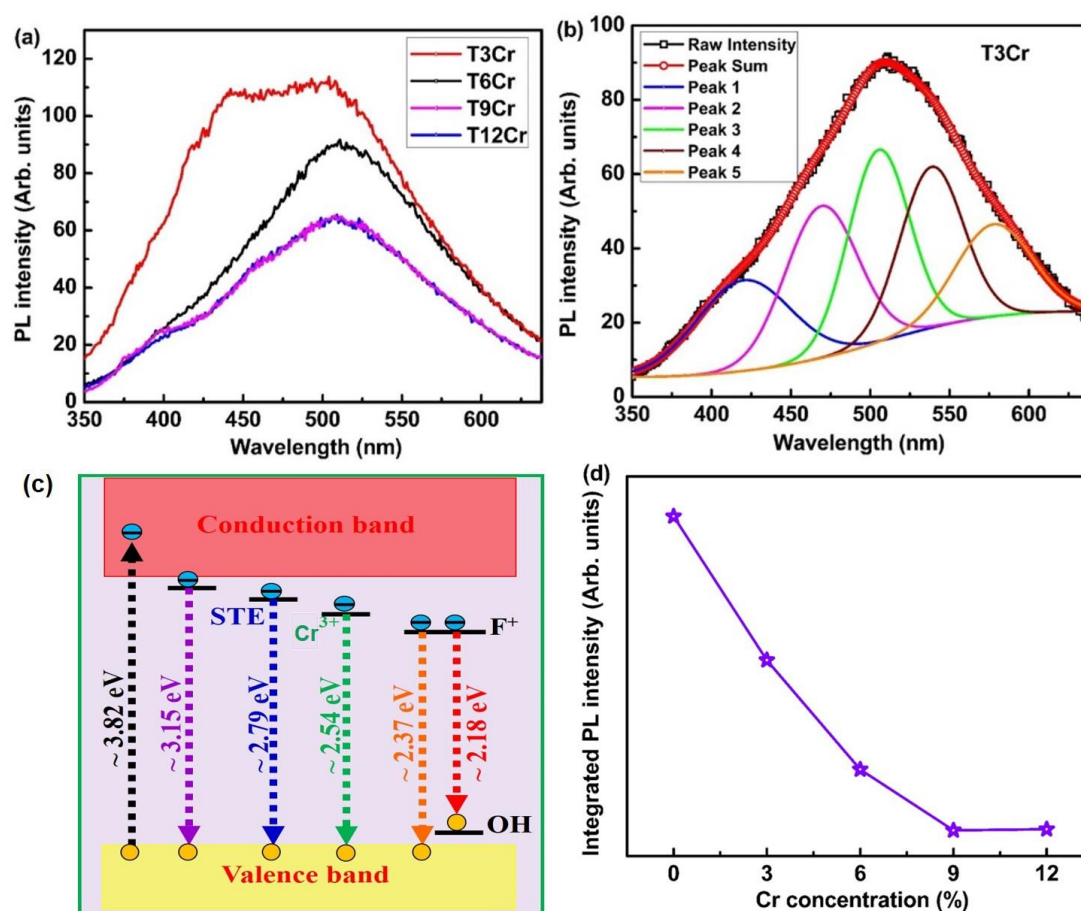 (a)
T3Cr
T6Cr
T9Cr
T12Cr
PL intensity (Arb. units)
120
100
80
60
40
20
0
350 400 450 500 550 600
Wavelength (nm)
(b)
T3Cr
Raw Intensity
Peak Sum
Peak 1
Peak 2
Peak 3
Peak 4
Peak 5
PL intensity (Arb. units)
100
80
60
40
20
0
350 400 450 500 550 600
Wavelength (nm)
(c)
Conduction band
STE
Cr³⁺
F⁺
~ 3.82 eV
~ 3.15 eV
~ 2.79 eV
~ 2.54 eV
~ 2.37 eV
~ 2.18 eV
OH
Valence band
(d)
Integrated PL intensity (Arb. units)
0 3 6 9 12
Cr concentration (%)